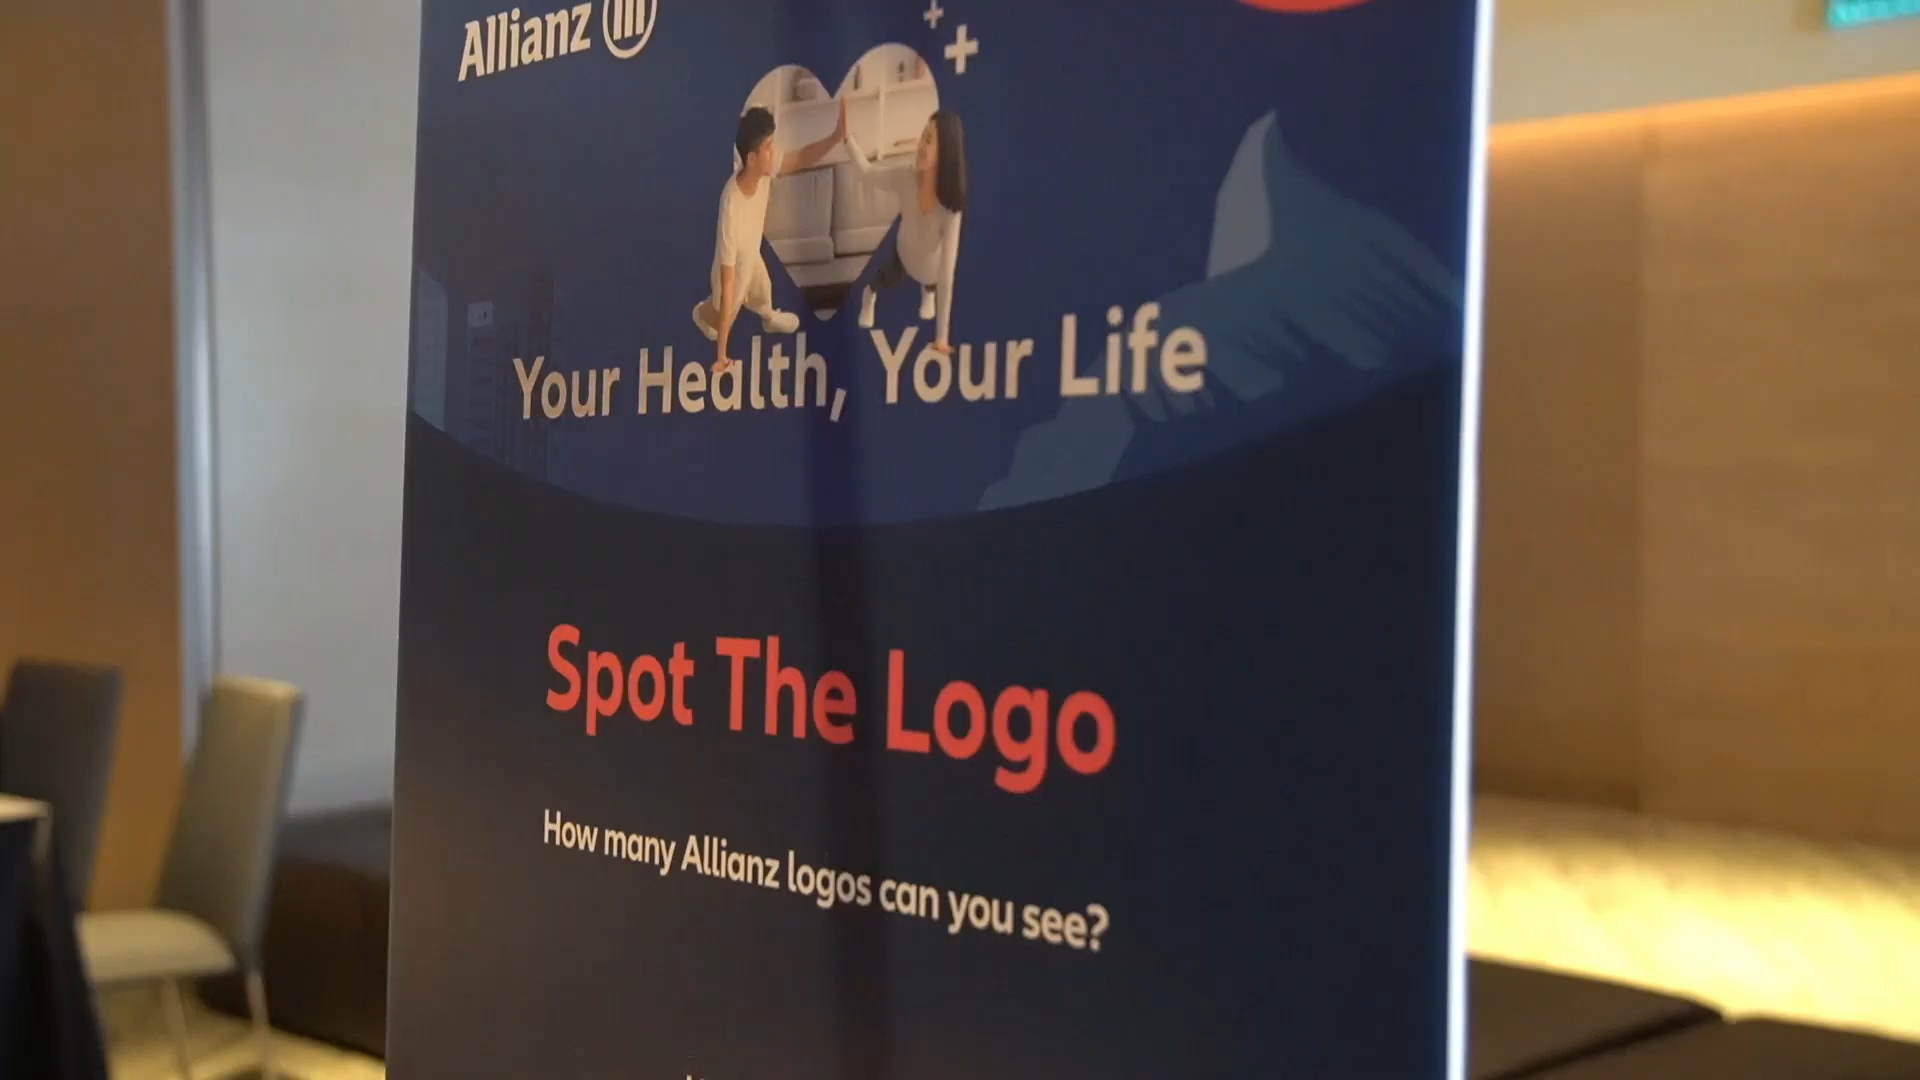 Allianz
Your Health, Your Life
Spot The Logo
How many Allianz logos can you see?